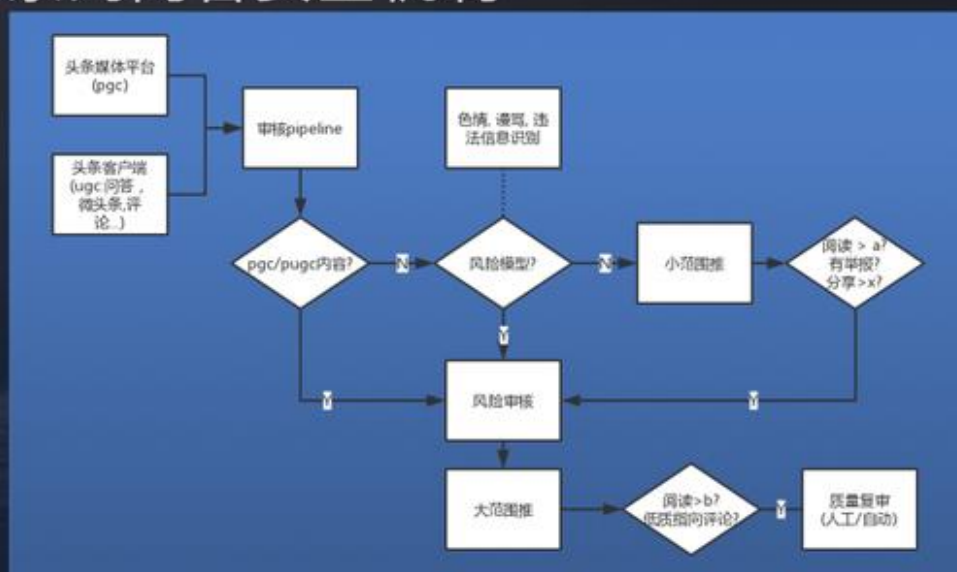 头条媒体平台
(pgc)
审核pipeline
色情, 谩骂, 违
法信息识别
头条客户端
(ugc:问答，
微头条,评
论...)
pgc/pugc内容?
N
风险模型?
N
小范围推
阅读 > a?
有举报?
分享>x?
Y
Y
风险审核
Y
大范围推
阅读>b?
低质指向评论?
Y
质量复审
(人工/自动)